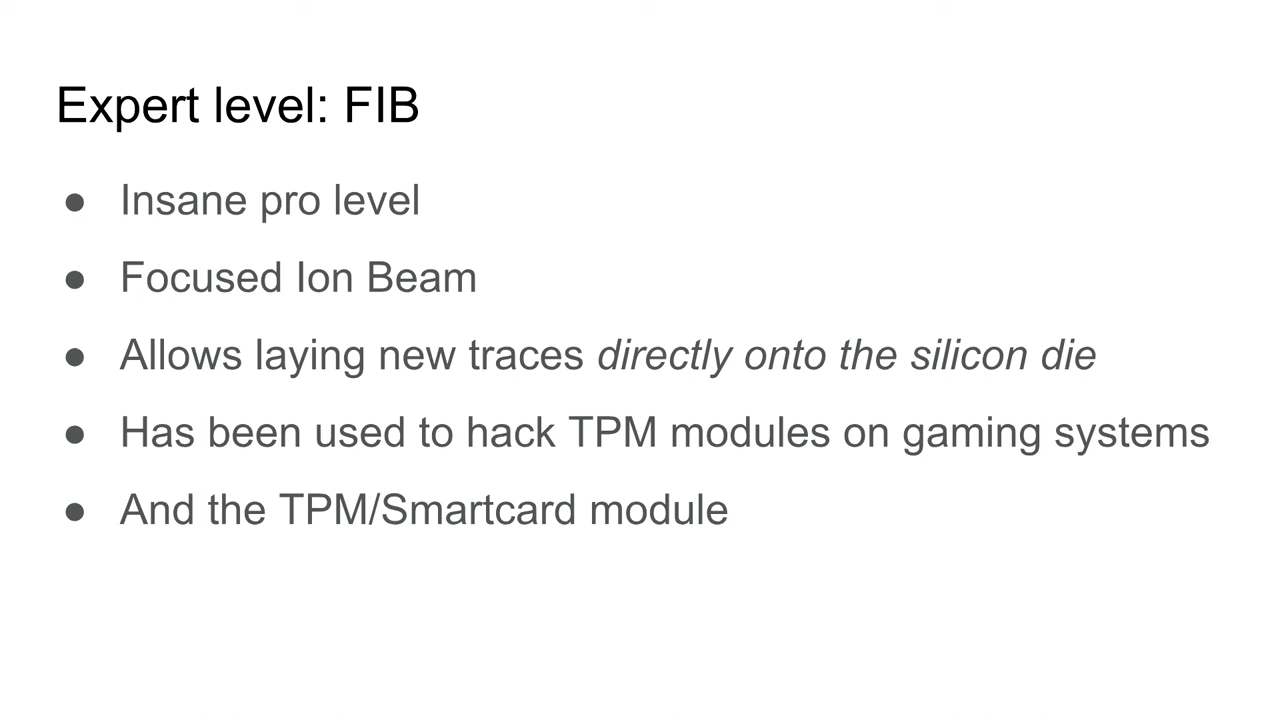 Expert level: FIB
● Insane pro level
● Focused Ion Beam
● Allows laying new traces directly onto the silicon die
● Has been used to hack TPM modules on gaming systems
● And the TPM/Smartcard module